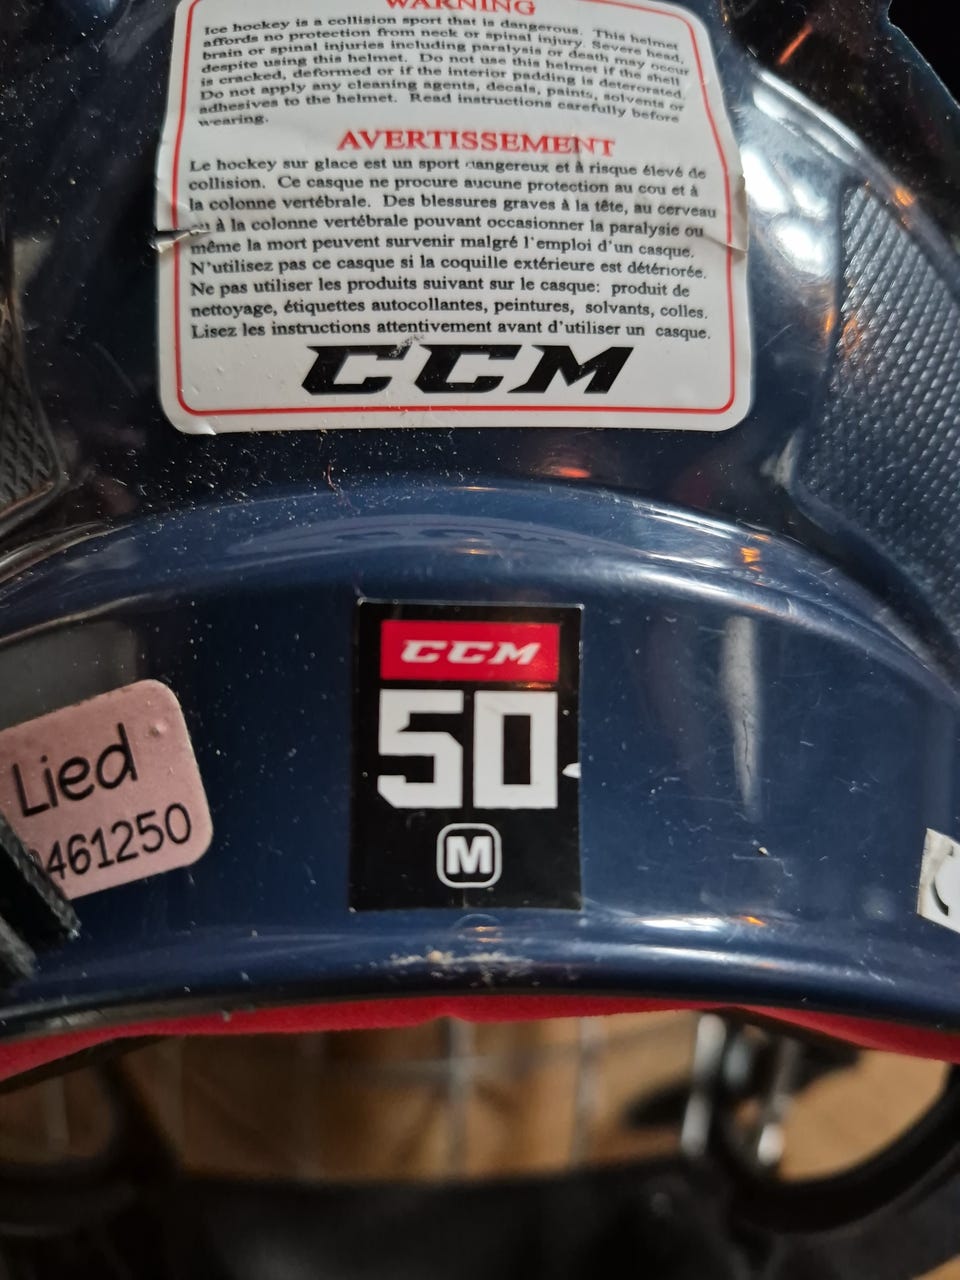 WARNING
Ice hockey is a collision sport that is dangerous. This helmet
affords no protection from neck or spinal injury. Severe head,
brain or spinal injuries including paralysis or death may occur
despite using this helmet. Do not use this helmet if the shell
is cracked, deformed or if the interior padding is deteriorated.
Do not apply any cleaning agents, decals, paints, solvents or
adhesives to the helmet. Read instructions carefully before
wearing.
AVERTISSEMENT
Le hockey sur glace est un sport dangereux et à risque élevé de
collision. Ce casque ne procure aucune protection au cou et à
la colonne vertébrale. Des blessures graves à la tête, au cerveau
ou à la colonne vertébrale pouvant occasionner la paralysie ou
même la mort peuvent survenir malgré l'emploi d'un casque.
N'utilisez pas ce casque si la coquille extérieure est détériorée.
Ne pas utiliser les produits suivant sur le casque: produit de
nettoyage, étiquettes autocollantes, peintures, solvants, colles.
Lisez les instructions attentivement avant d'utiliser un casque.
CCM
CCM
50
M
Lied
461250